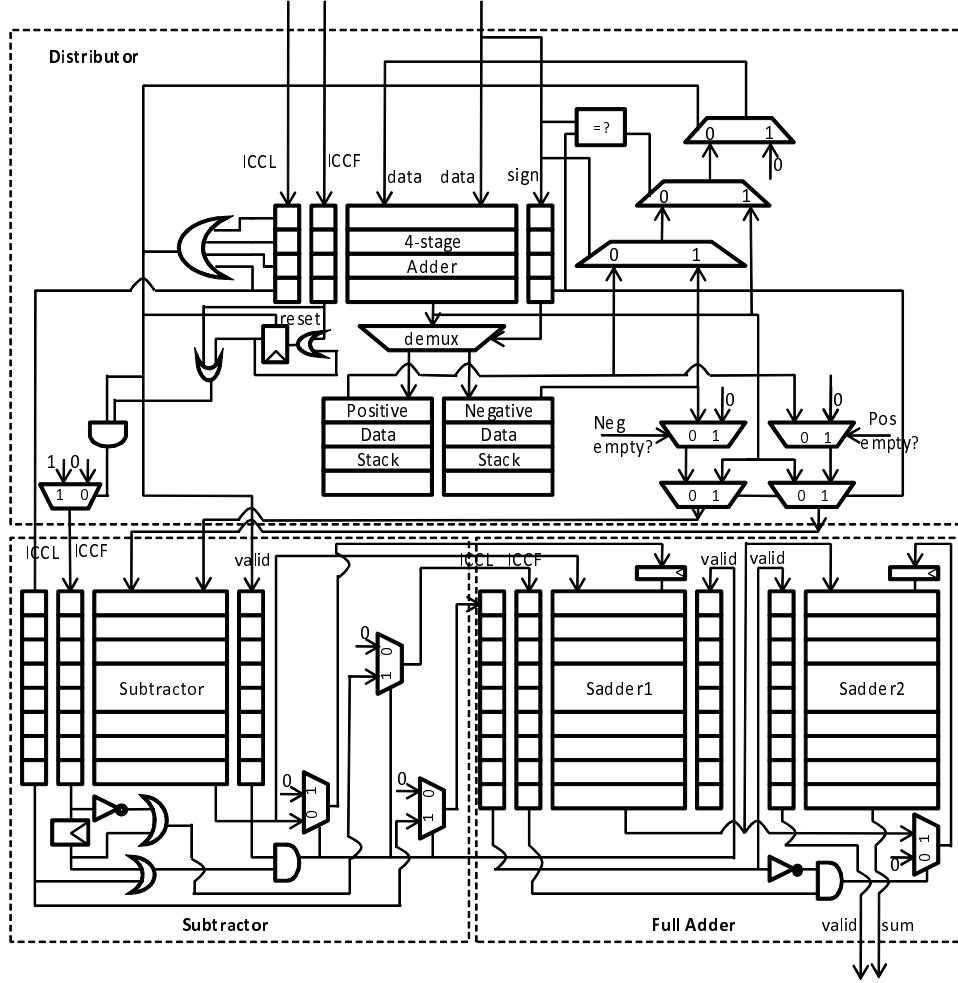 Distributor
=?
0 1
0
ICCL
ICCF
data
data
sign
0 1
4-stage
Adder
0 1
reset
demux
Positive
Data
Stack
Negative
Data
Stack
Neg
empty?
0
0
Pos
empty?
0 1
0 1
1 0
1 0
0 1
0 1
ICCL
ICCF
valid
ICCL
ICCF
valid
valid
0
0
1
Subtractor
Sadder1
Sadder2
0
1
0
0
0
1
1
0
0
Subtractor
Full Adder
valid
sum